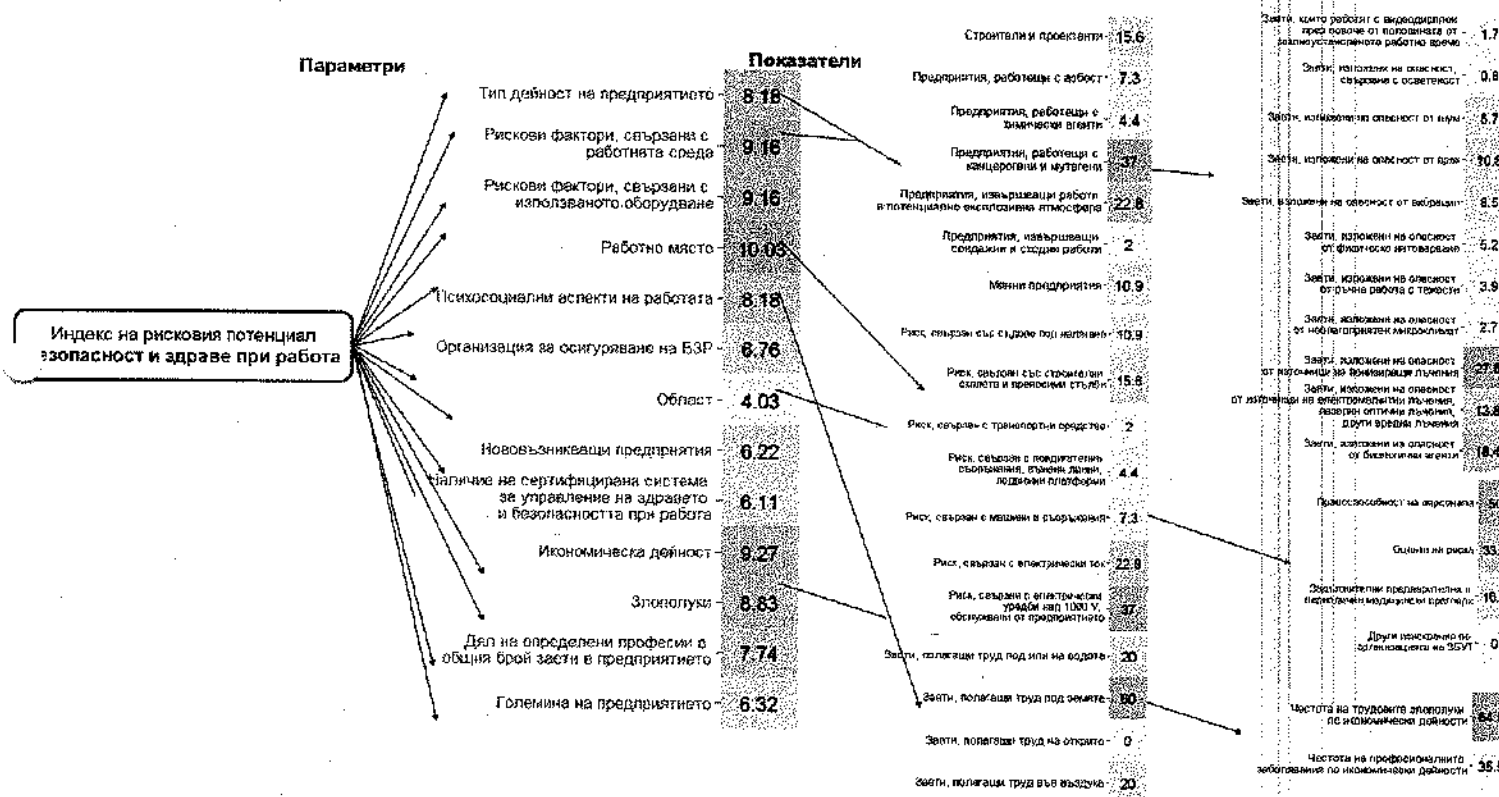 Параметри
Показатели
Индекс на рисковия потенциал
безопасност и здраве при работа
Тип дейност на предприятието 8.18
Рискови фактори, свързани с
работната среда 9.16
Рискови фактори, свързани с
използваното оборудване 9.16
Работно място 10.03
Психосоциални аспекти на работата 8.18
Организация за осигуряване на БЗР 6.76
Област 4.03
Нововъзникващи предприятия 6.22
Наличие на сертифицирана система
за управление на здравето
и безопасността при работа 6.11
Икономическа дейност 9.27
Злополуки 8.83
Дял на определени професии в
общия брой заети в предприятието 7.74
Големина на предприятието 6.32
Строители и проектанти 15.6
Предприятия, работещи с азбест 7.3
Предприятия, работещи с
химически агенти 4.4
Предприятия, работещи с
канцерогени и мутагени 37
Предприятия, извършващи работа
в потенциално експлозивна атмосфера 22.8
Предприятия, извършващи
сондажни и сходни работи 2
Минни предприятия 10.9
Риск, свързан със съдове под налягане 10.9
Риск, свързан със строителни
скелета и преносими стълби 15.6
Риск, свързан с транспортни средства 2
Риск, свързан с повдигателни
съоръжения, въжени линии,
подвижни платформи 4.4
Риск, свързан с машини и съоръжения 7.3
Риск, свързан с електрически ток 22.8
Риск, свързан с електрически
уредби над 1000 V,
обслужвани от предприятието 37
Заети, полагащи труд под или на водата 20
Заети, полагащи труд под земята 60
Заети, полагащи труд на открито 0
Заети, полагащи труд във въздуха 20
Заети, които работят с видеодисплеи
през повече от половината от
законоустановеното работно време 1.7
Заети, изложени на опасност,
свързана с осветеност 0.8
Заети, изложени на опасност от шум 6.7
Заети, изложени на опасност от прах 10.8
Заети, изложени на опасност от вибрации 8.5
Заети, изложени на опасност
от физическо натоварване 5.2
Заети, изложени на опасност
от ръчна работа с тежести 3.9
Заети, изложени на опасност
от неблагоприятен микроклимат 2.7
Заети, изложени на опасност
от източници на йонизиращи лъчения 27.8
Заети, изложени на опасност
от източници на електромагнитни лъчения,
лазерни оптични лъчения,
други вредни лъчения 13.8
Заети, изложени на опасност
от биологични агенти 18.4
Правоспособност на персонала
Оценка на риска 33.
Задължителни предварителни и
периодични медицински прегледи
Други изисквания по
организацията на ЗБУТ 0
Честота на трудовите злополуки
по икономически дейности
Честота на професионалните
заболявания по икономически дейности 35.5